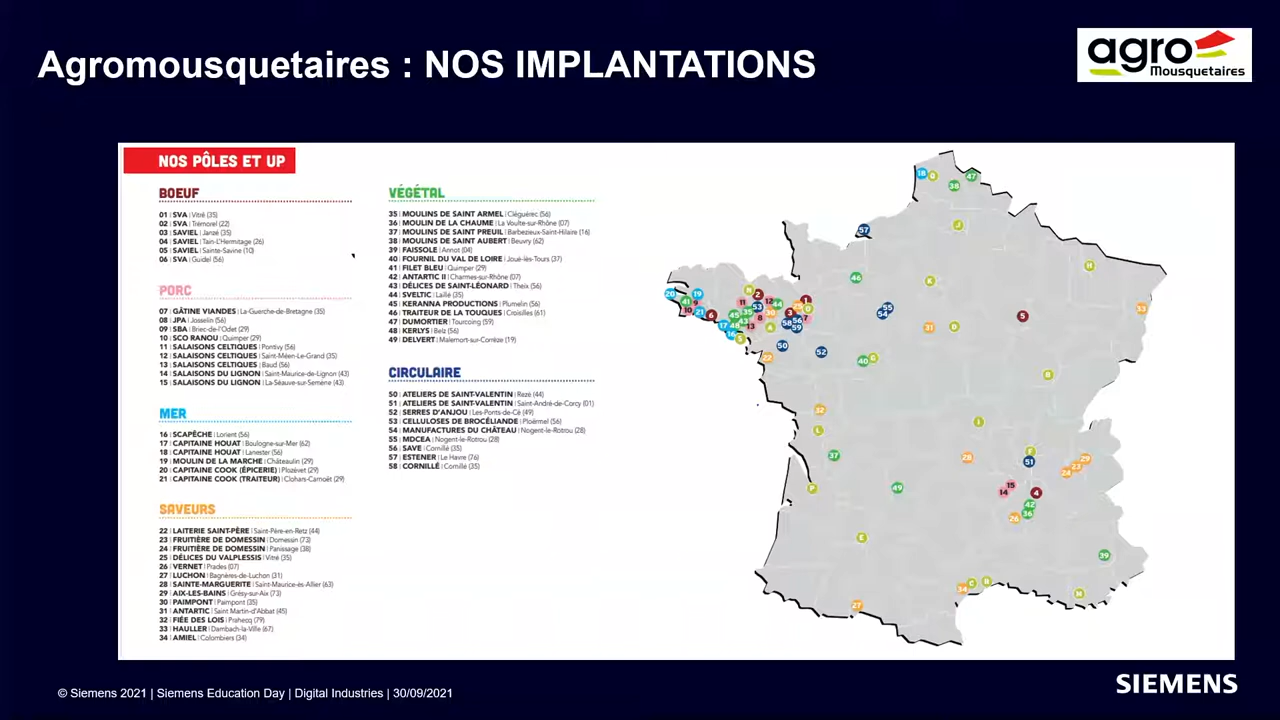 Agromousquetaires : NOS IMPLANTATIONS
agro
Mousquetaires
NOS PÔLES ET UP
BOEUF
01 | SVA | Vitré (35)
02 | SVA | Trémorel (22)
03 | SAVIEL | Janzé (35)
04 | SAVIEL | Tain-L'Hermitage (26)
05 | SAVIEL | Sainte-Savine (10)
06 | SVA | Guidel (56)
PORC
07 | GÂTINE VIANDES | La-Guerche-de-Bretagne (35)
08 | JPA | Josselin (56)
09 | SBA | Briec-de-l'Odet (29)
10 | SCO RANOU | Quimper (29)
11 | SALAISONS CELTIQUES | Pontivy (56)
12 | SALAISONS CELTIQUES | Saint-Méen-Le-Grand (35)
13 | SALAISONS CELTIQUES | Baud (56)
14 | SALAISONS DU LIGNON | Saint-Maurice-de-Lignon (43)
15 | SALAISONS DU LIGNON | La-Séauve-sur-Semène (43)
MER
16 | SCAPÊCHE | Lorient (56)
17 | CAPITAINE HOUAT | Boulogne-sur-Mer (62)
18 | CAPITAINE HOUAT | Lanester (56)
19 | MOULIN DE LA MARCHE | Châteaulin (29)
20 | CAPITAINE COOK (ÉPICERIE) | Plozévet (29)
21 | CAPITAINE COOK (TRAITEUR) | Clohars-Carnoët (29)
SAVEURS
22 | LAITERIE SAINT-PÈRE | Saint-Père-en-Retz (44)
23 | FRUITIÈRE DE DOMESSIN | Domessin (73)
24 | FRUITIÈRE DE DOMESSIN | Panissage (38)
25 | DÉLICES DU VALPLESSIS | Vitré (35)
26 | VERNET | Prades (07)
27 | LUCHON | Bagnères-de-Luchon (31)
28 | SAINTE-MARGUERITE | Saint-Maurice-ès-Allier (63)
29 | AIX-LES-BAINS | Grésy-sur-Aix (73)
30 | PAIMPONT | Paimpont (35)
31 | ANTARTIC | Saint Martin-d'Abbat (45)
32 | FIÉE DES LOIS | Prahecq (79)
33 | HAULLER | Dambach-la-Ville (67)
34 | AMIEL | Colombiers (34)
VÉGÉTAL
35 | MOULINS DE SAINT ARMEL | Cléguérec (56)
36 | MOULIN DE LA CHAUME | La Voulte-sur-Rhône (07)
37 | MOULINS DE SAINT PREUIL | Barbezieux-Saint-Hilaire (16)
38 | MOULINS DE SAINT AUBERT | Beuvry (62)
39 | FAISSOLE | Annot (04)
40 | FOURNIL DU VAL DE LOIRE | Joué-lès-Tours (37)
41 | FILET BLEU | Quimper (29)
42 | ANTARTIC II | Charmes-sur-Rhône (07)
43 | DÉLICES DE SAINT-LÉONARD | Theix (56)
44 | SVELTIC | Laillé (35)
45 | KERANNA PRODUCTIONS | Plumelin (56)
46 | TRAITEUR DE LA TOUQUES | Croisilles (61)
47 | DUMORTIER | Tourcoing (59)
48 | KERLYS | Belz (56)
49 | DELVERT | Malemort-sur-Corrèze (19)
CIRCULAIRE
50 | ATELIERS DE SAINT-VALENTIN | Rezé (44)
51 | ATELIERS DE SAINT-VALENTIN | Saint-André-de-Corcy (01)
52 | SERRES D'ANJOU | Les-Ponts-de-Cé (49)
53 | CELLULOSES DE BROCÉLIANDE | Ploërmel (56)
54 | MANUFACTURES DU CHÂTEAU | Nogent-le-Rotrou (28)
55 | MDCEA | Nogent-le-Rotrou (28)
56 | SAVE | Cornillé (35)
57 | ESTENER | Le Havre (76)
58 | CORNILLÉ | Cornillé (35)
© Siemens 2021 | Siemens Education Day | Digital Industries | 30/09/2021
SIEMENS